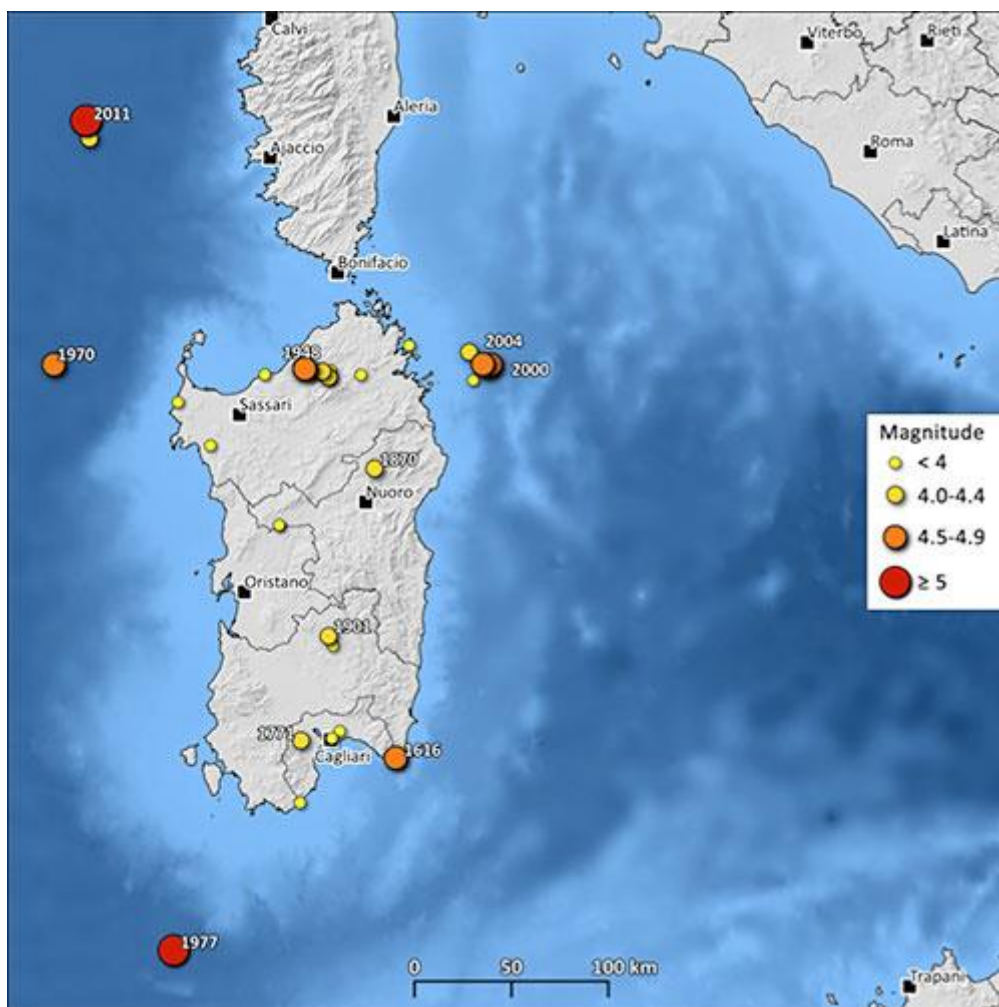 Calvi
Viterbo
Rieti
2011
Aleria
Ajaccio
Roma
Latina
Bonifacio
1970
1948
2004
2000
Sassari
Magnitude
< 4
4.0-4.4
4.5-4.9
≥ 5
1870
Nuoro
Oristano
1901
1771
Cagliari
1616
1977
0 50 100 km
Trapani